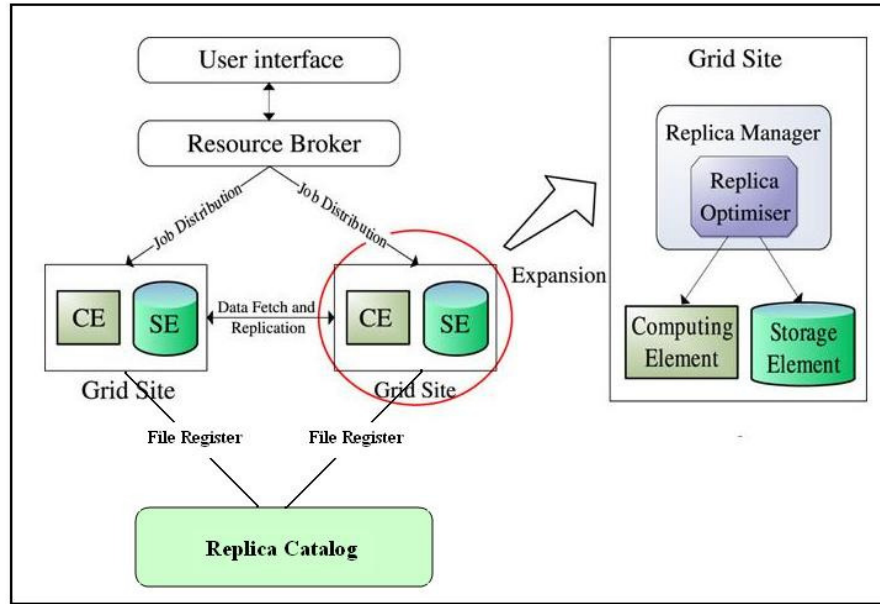 User interface
Resource Broker
Job Distribution
Job Distribution
CE
SE
Data Fetch and
Replication
CE
SE
Grid Site
Grid Site
File Register
File Register
Replica Catalog
Expansion
Grid Site
Replica Manager
Replica
Optimiser
Computing
Element
Storage
Element